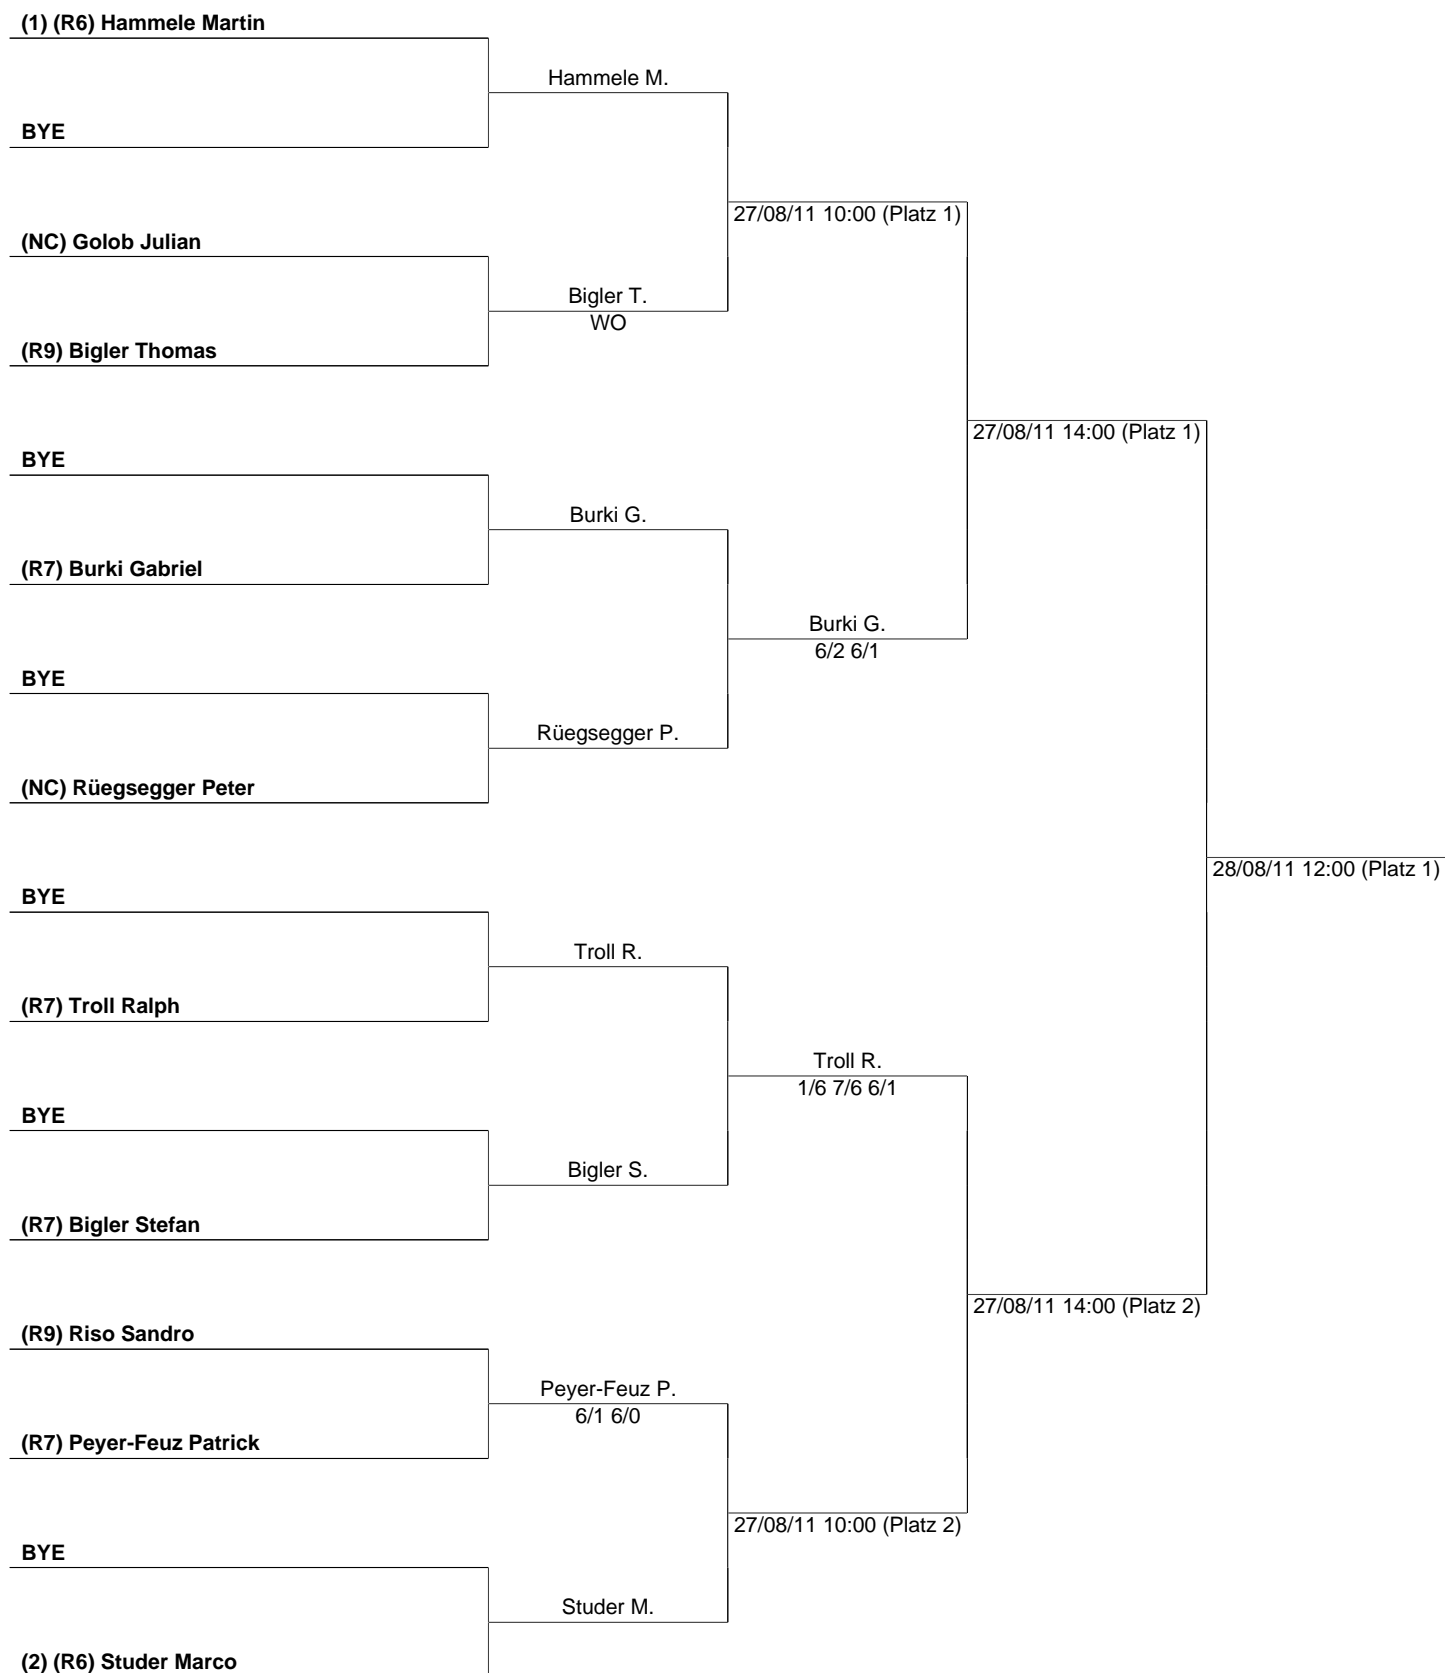 (1) (R6) Hammele Martin
Hammele M.
BYE
27/08/11 10:00 (Platz 1)
(NC) Golob Julian
Bigler T.
WO
(R9) Bigler Thomas
27/08/11 14:00 (Platz 1)
BYE
Burki G.
(R7) Burki Gabriel
Burki G.
6/2 6/1
BYE
Rüegsegger P.
(NC) Rüegsegger Peter
28/08/11 12:00 (Platz 1)
BYE
Troll R.
(R7) Troll Ralph
Troll R.
1/6 7/6 6/1
BYE
Bigler S.
(R7) Bigler Stefan
27/08/11 14:00 (Platz 2)
(R9) Riso Sandro
Peyer-Feuz P.
6/1 6/0
(R7) Peyer-Feuz Patrick
27/08/11 10:00 (Platz 2)
BYE
Studer M.
(2) (R6) Studer Marco